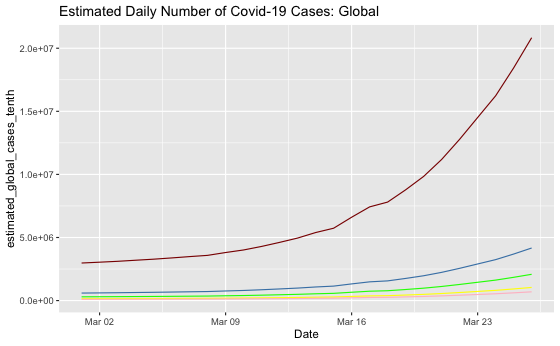 Estimated Daily Number of Covid-19 Cases: Global
estimated_global_cases_tenth
2.0e+07
1.5e+07
1.0e+07
5.0e+06
0.0e+00
Mar 02 Mar 09 Mar 16 Mar 23
Date